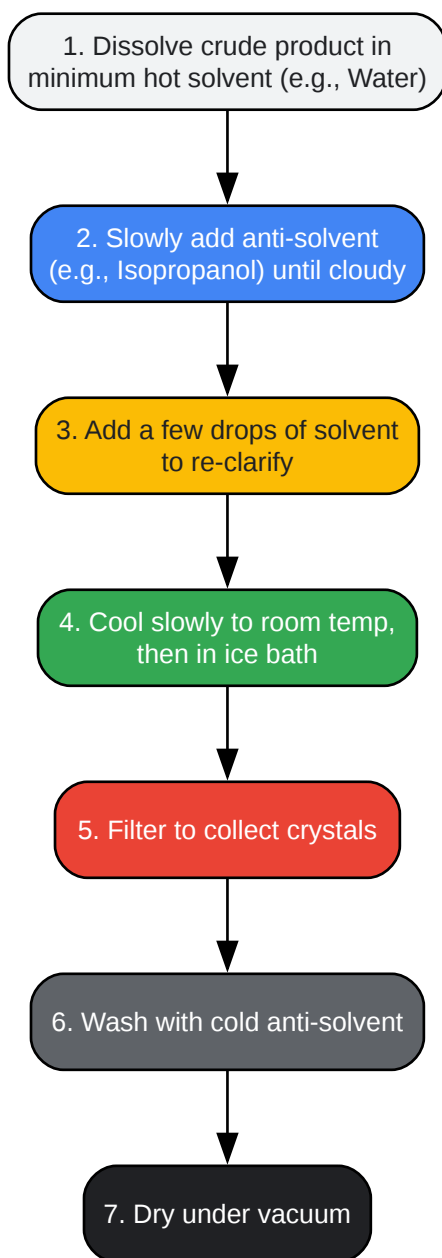 1. Dissolve crude product in
minimum hot solvent (e.g., Water)
2. Slowly add anti-solvent
(e.g., Isopropanol) until cloudy
3. Add a few drops of solvent
to re-clarify
4. Cool slowly to room temp,
then in ice bath
5. Filter to collect crystals
6. Wash with cold anti-solvent
7. Dry under vacuum